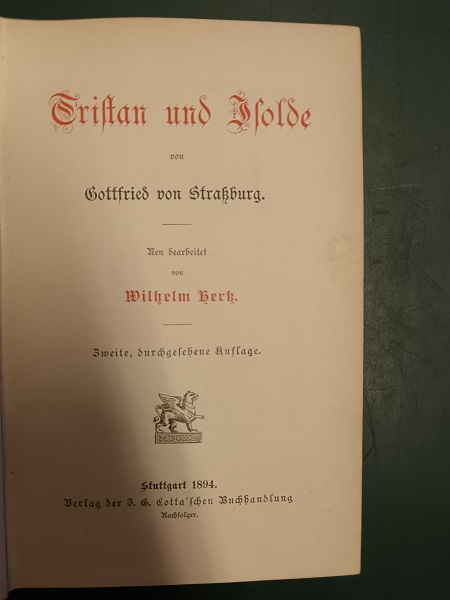 Tristan und Isolde
von
Gottfried von Straßburg.
Neu bearbeitet
von
Wilhelm Hertz.
Zweite, durchgesehene Auflage.
Stuttgart 1894.
Verlag der J. G. Cotta'schen Buchhandlung
Nachfolger.